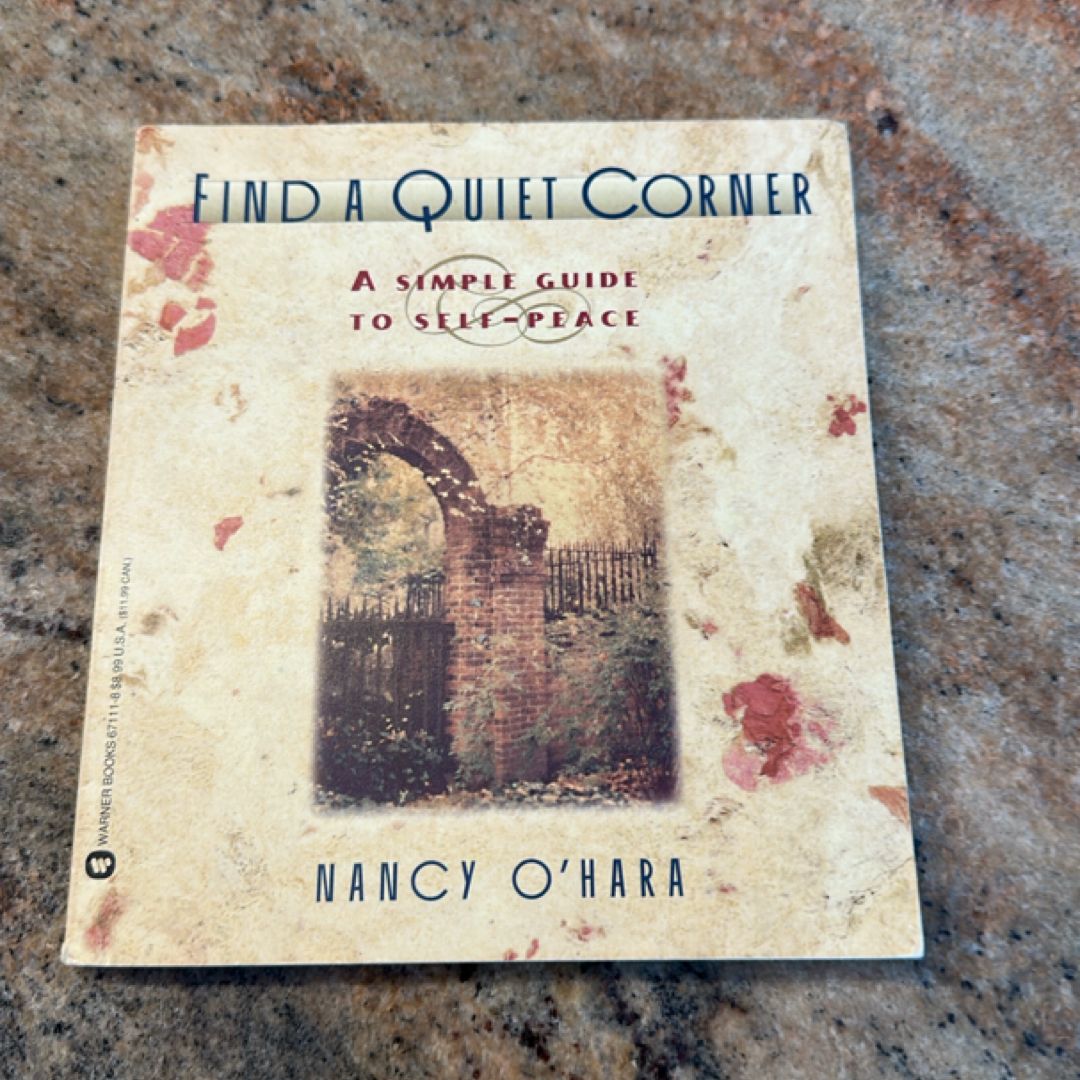 FIND A QUIET CORNER
A SIMPLE GUIDE
TO SELF-PEACE
WARNER BOOKS 67111-8 $8.99 U.S.A. ($11.99 CAN.)
NANCY O'HARA